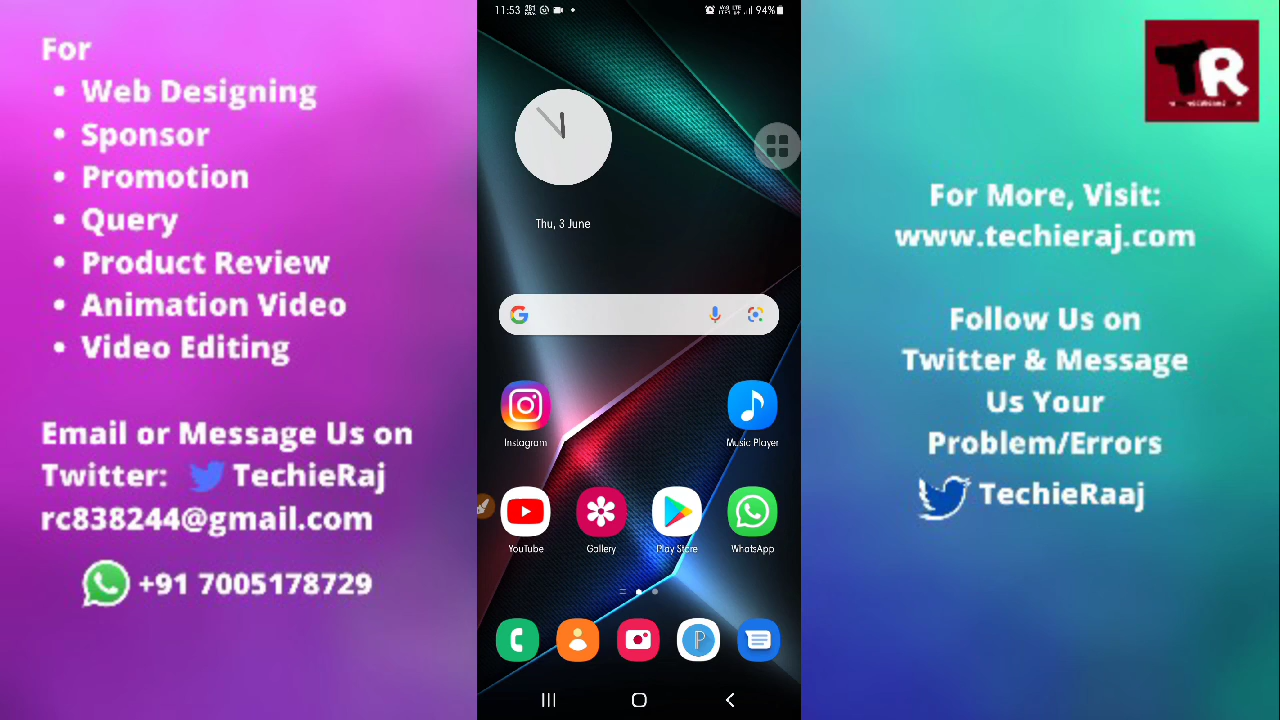 For
• Web Designing
• Sponsor
• Promotion
• Query
• Product Review
• Animation Video
• Video Editing
Email or Message Us on
Twitter: TechieRaj
rc838244@gmail.com
+91 7005178729
11:53
94%
Thu, 3 June
Instagram
Music Player
YouTube
Gallery
Play Store
WhatsApp
TR
For More, Visit:
www.techieraj.com
Follow Us on
Twitter & Message
Us Your
Problem/Errors
TechieRaaj